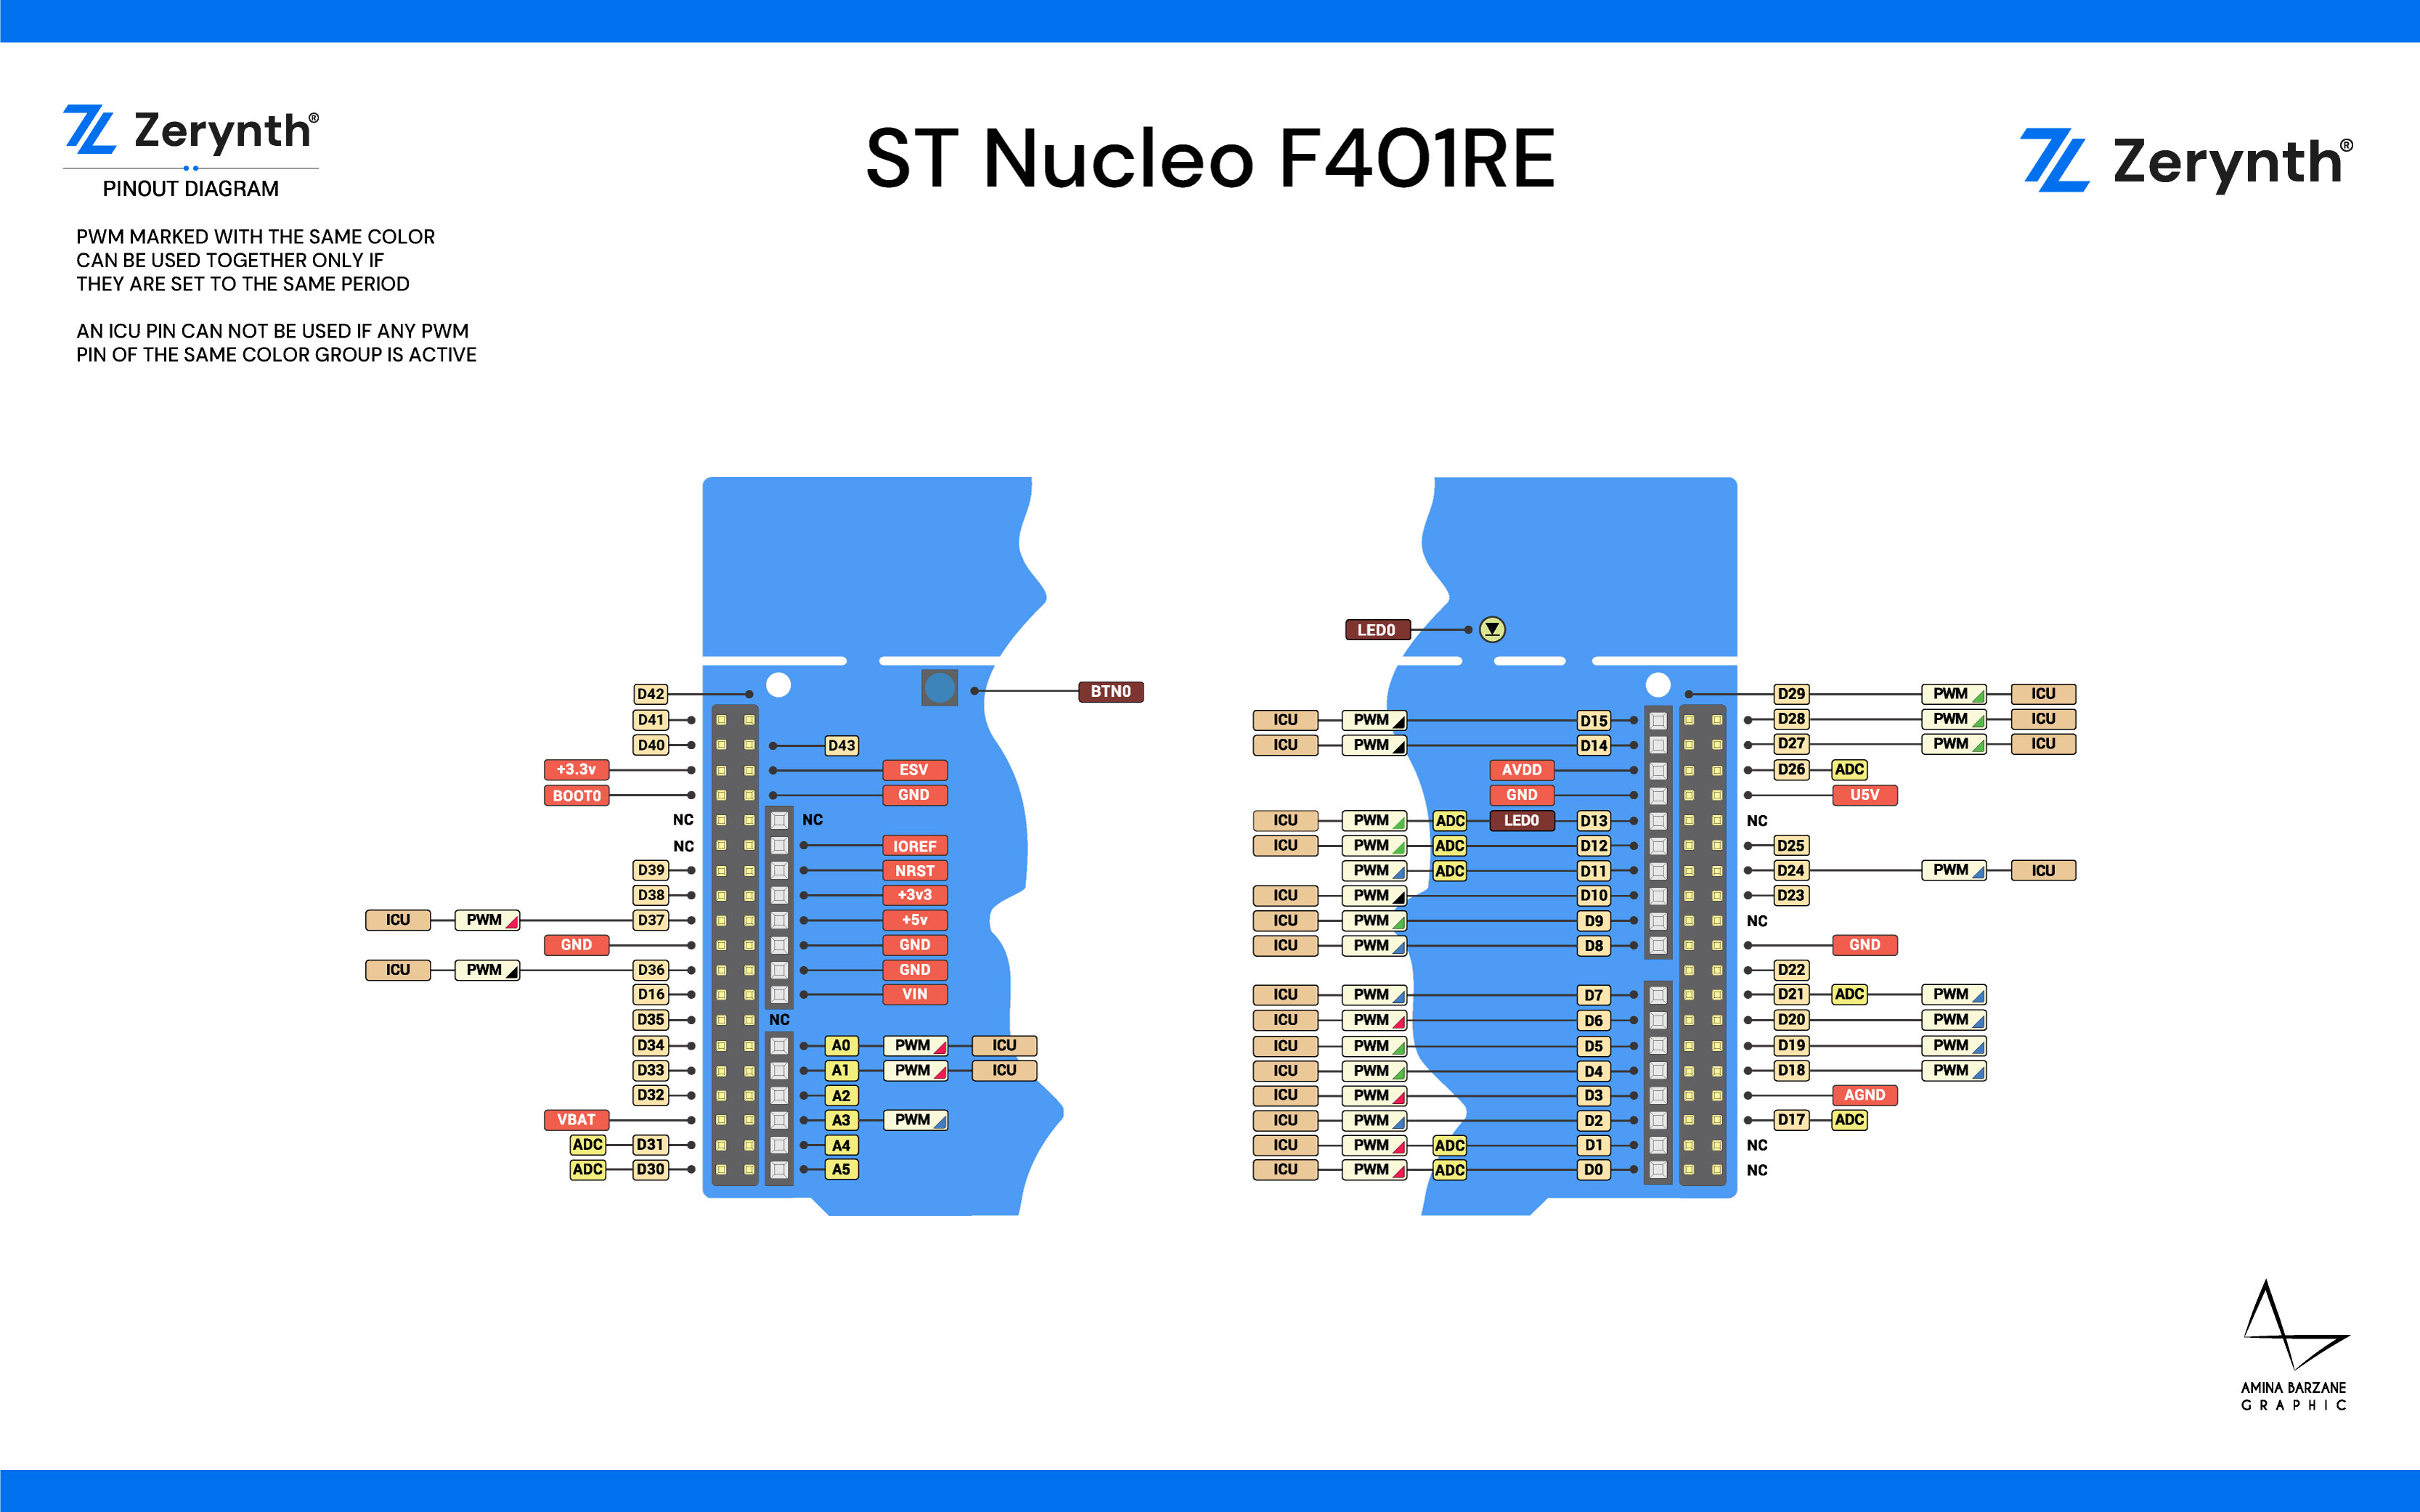 Zerynth®
PINOUT DIAGRAM
ST Nucleo F401RE
Zerynth®
PWM MARKED WITH THE SAME COLOR
CAN BE USED TOGETHER ONLY IF
THEY ARE SET TO THE SAME PERIOD
AN ICU PIN CAN NOT BE USED IF ANY PWM
PIN OF THE SAME COLOR GROUP IS ACTIVE
D42
BTN0
D41
D40 D43
+3.3v ESV
BOOT0 GND
NC NC
NC IOREF
D39 NRST
D38 +3v3
ICU PWM D37 +5v
GND GND
ICU PWM D36 GND
D16 VIN
D35 NC
D34 A0 PWM ICU
D33 A1 PWM ICU
D32 A2
VBAT A3 PWM
ADC D31 A4
ADC D30 A5
LED0
D29 PWM ICU
ICU PWM D15 D28 PWM ICU
ICU PWM D14 D27 PWM ICU
AVDD D26 ADC
GND U5V
ICU PWM ADC LED0 D13 NC
ICU PWM ADC D12 D25
PWM ADC D11 D24 PWM ICU
ICU PWM D10 D23
ICU PWM D9 NC
ICU PWM D8 GND
D22
ICU PWM D7 D21 ADC PWM
ICU PWM D6 D20 PWM
ICU PWM D5 D19 PWM
ICU PWM D4 D18 PWM
ICU PWM D3 AGND
ICU PWM D2 D17 ADC
ICU PWM ADC D1 NC
ICU PWM ADC D0 NC
AMINA BARZANE
GRAPHIC